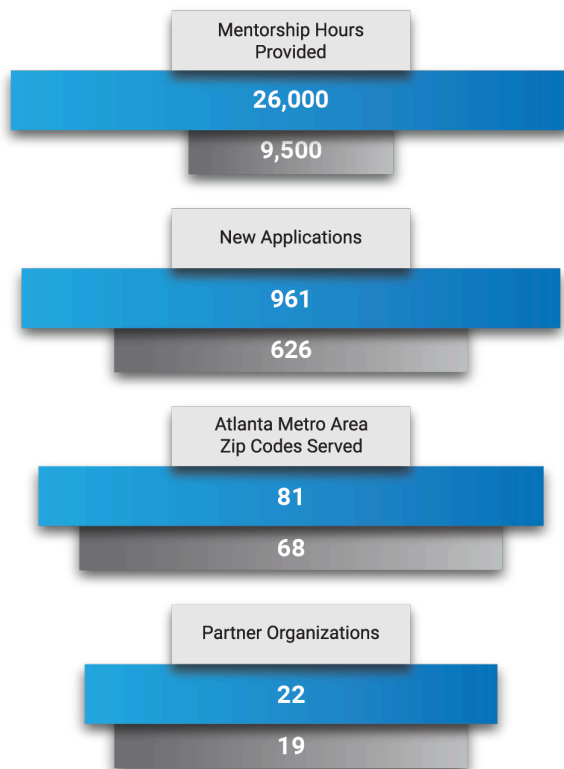 Mentorship Hours
Provided
26,000
9,500
New Applications
961
626
Atlanta Metro Area
Zip Codes Served
81
68
Partner Organizations
22
19